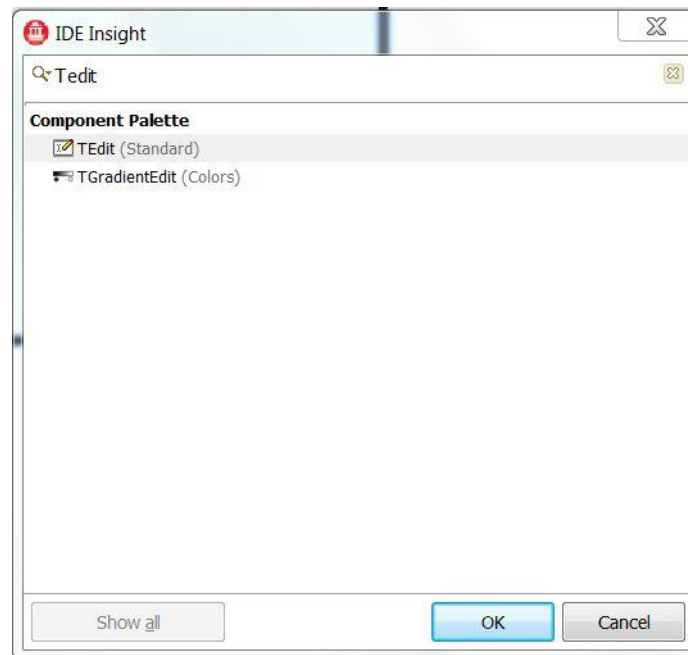 IDE Insight
Tedit
Component Palette
TEdit (Standard)
TGradientEdit (Colors)
Show all
OK
Cancel